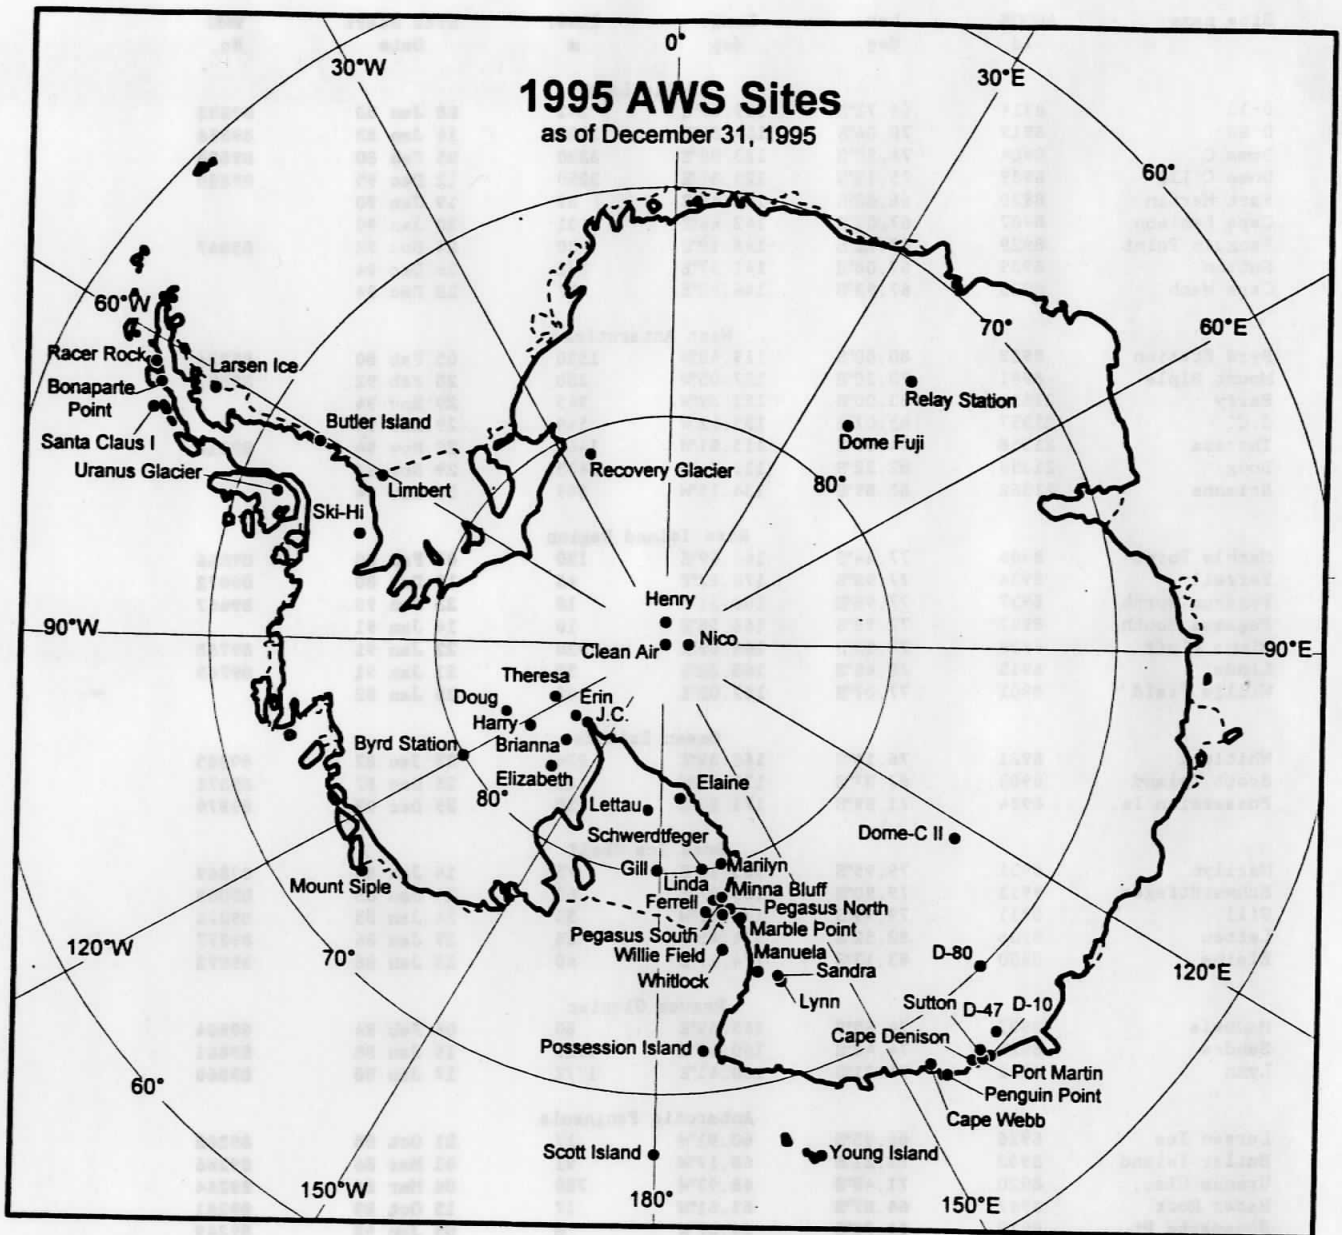 0°
30°W
30°E
1995 AWS Sites
as of December 31, 1995
60°
60°W
70°
60°E
Racer Rock
Larsen Ice
Bonaparte
Point
Relay Station
Santa Claus I
Butler Island
Dome Fuji
Uranus Glacier
Recovery Glacier
Limbert
80°
Ski-Hi
Henry
90°W
Nico
90°E
Clean Air
Theresa
Doug
Erin
Harry
J.C.
Byrd Station
Brianna
Elizabeth
Elaine
80°
Lettau
Schwerdtfeger
Dome-C II
Gill
Marilyn
Mount Siple
Linda
Minna Bluff
Ferrell
Pegasus North
Pegasus South
Marble Point
120°W
70°
Willie Field
Manuela
D-80
Whitlock
Sandra
120°E
Lynn
Sutton
D-47
D-10
Cape Denison
Possession Island
Port Martin
60°
Penguin Point
Cape Webb
Scott Island
Young Island
150°W
180°
150°E